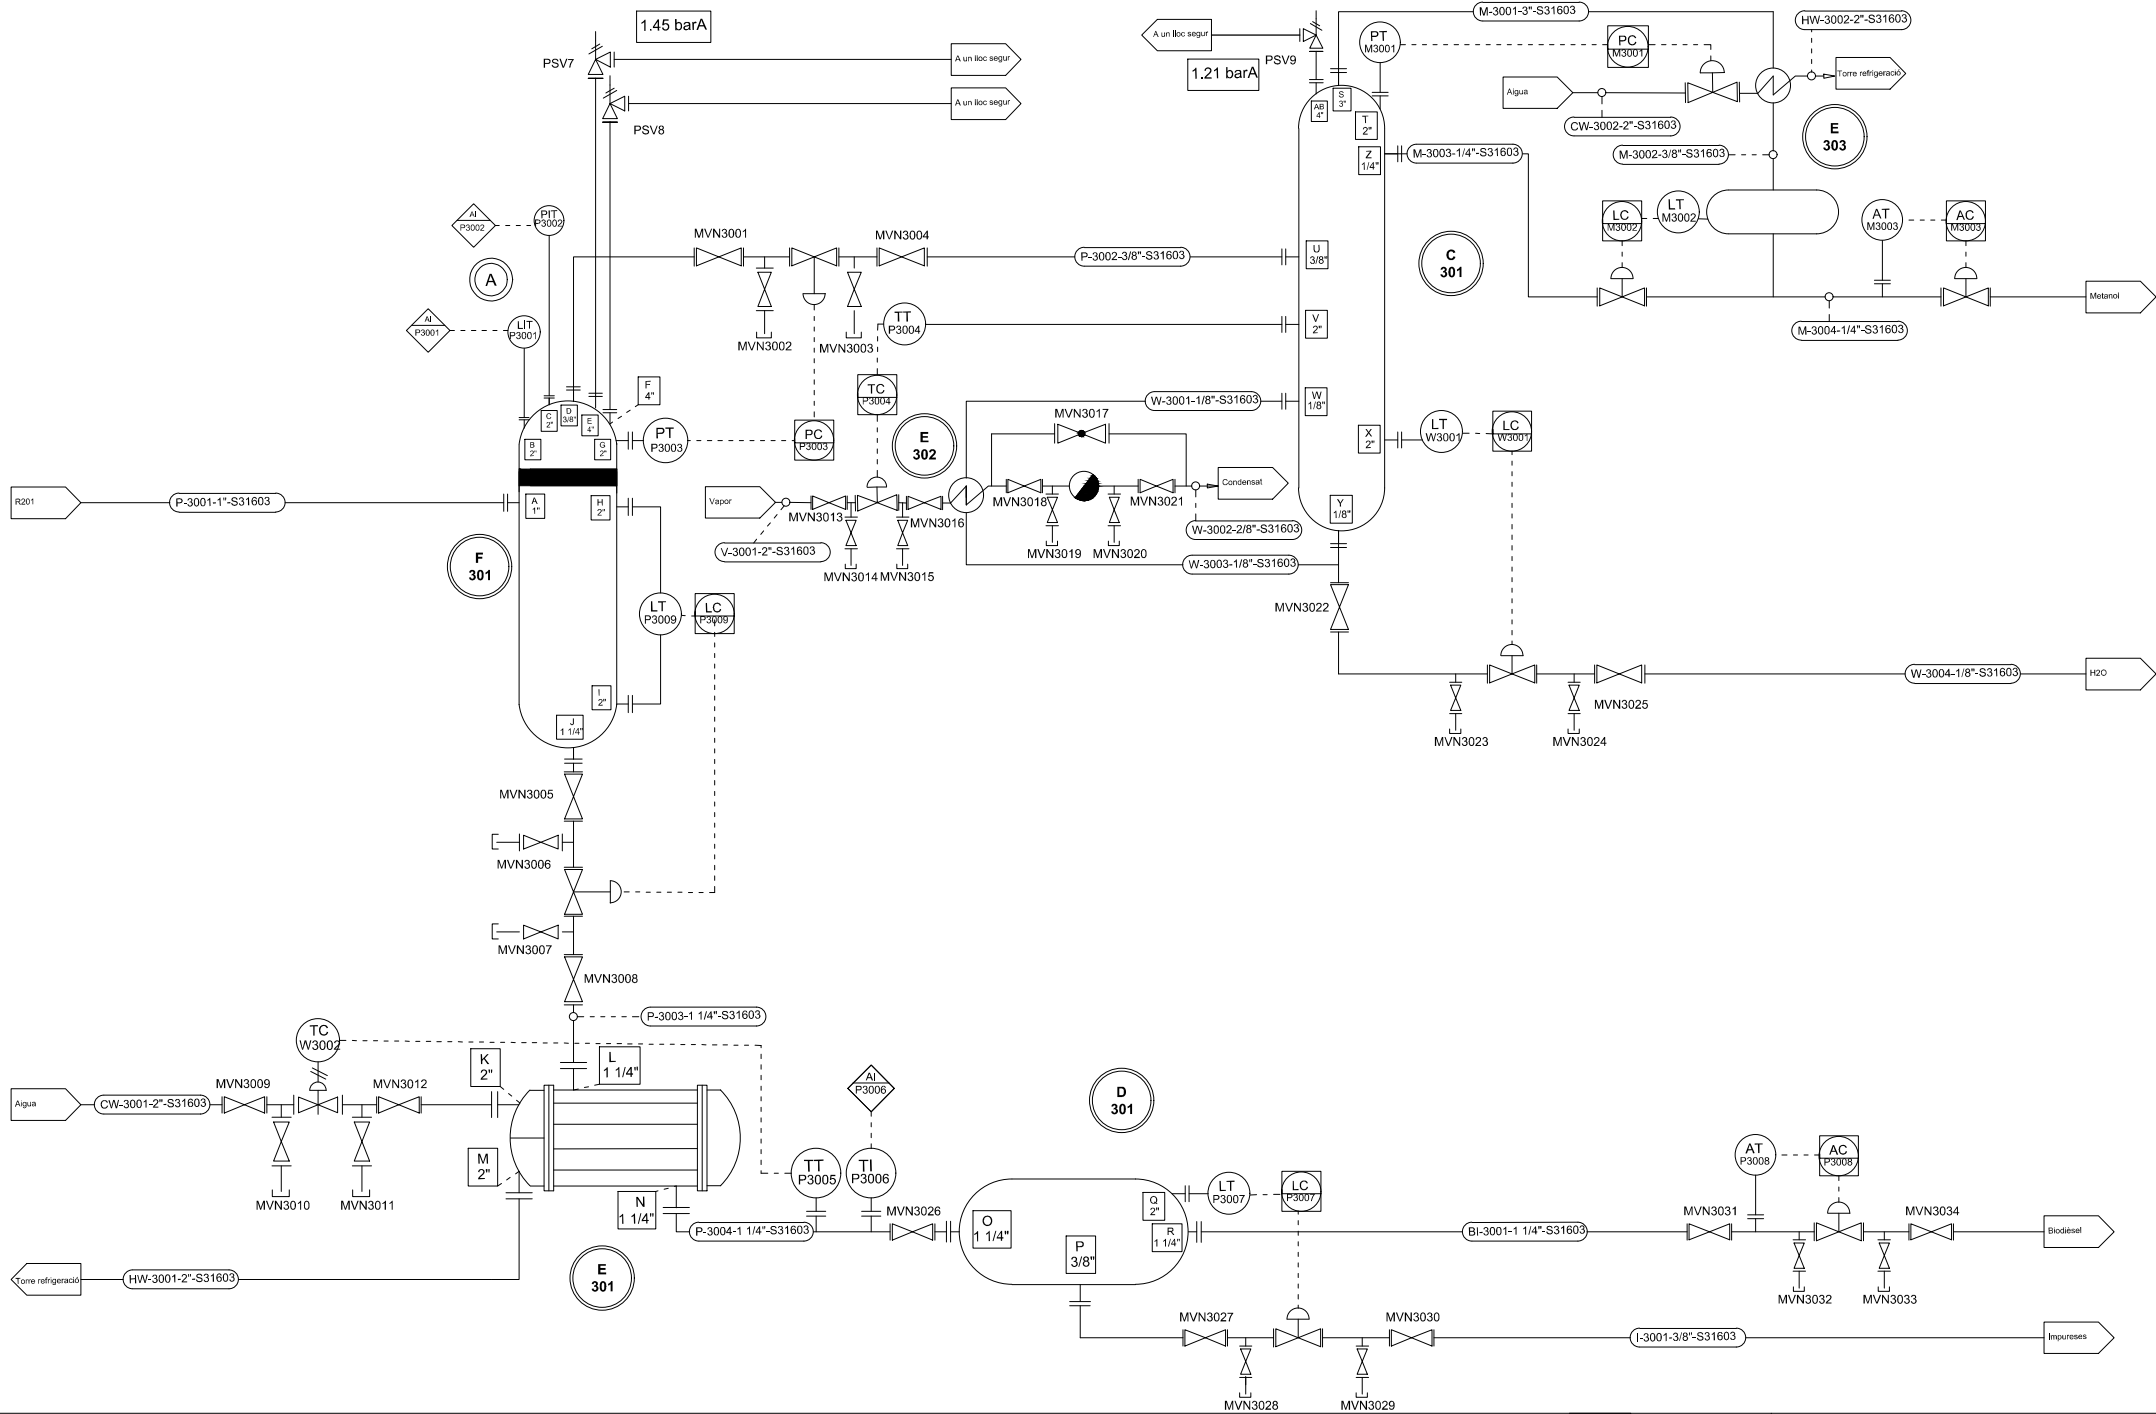 1.45 barA
PSV7
A un lloc segur
A un lloc segur
PSV8
A un lloc segur
PSV9
1.21 barA
PT
M3001
PC
M3001
M-3001-3"-S31603
HW-3002-2"-S31603
Torre refrigeració
Aigua
CW-3002-2"-S31603
E
303
AB
4"
S
3"
T
2"
Z
1/4"
M-3003-1/4"-S31603
M-3002-3/8"-S31603
LC
M3002
LT
M3002
AT
M3003
AC
M3003
Metanol
M-3004-1/4"-S31603
C
301
AI
P3002
PIT
P3002
A
AI
P3001
LIT
P3001
MVN3001
MVN3004
MVN3002
MVN3003
P-3002-3/8"-S31603
U
3/8"
TT
P3004
V
2"
TC
P3004
F
4"
B
2"
C
2"
D
3/8"
E
4"
G
2"
PT
P3003
PC
P3003
E
302
W-3001-1/8"-S31603
W
1/8"
MVN3017
X
2"
LT
W3001
LC
W3001
R201
P-3001-1"-S31603
A
1"
H
2"
Vapor
MVN3013
MVN3016
MVN3018
MVN3021
Condensat
V-3001-2"-S31603
MVN3014
MVN3015
MVN3019
MVN3020
W-3002-2/8"-S31603
W-3003-1/8"-S31603
Y
1/8"
F
301
LT
P3009
LC
P3009
MVN3022
I
2"
J
1 1/4"
MVN3023
MVN3024
MVN3025
W-3004-1/8"-S31603
H2O
MVN3005
MVN3006
MVN3007
MVN3008
P-3003-1 1/4"-S31603
TC
W3002
K
2"
L
1 1/4"
Aigua
CW-3001-2"-S31603
MVN3009
MVN3012
MVN3010
MVN3011
M
2"
N
1 1/4"
Torre refrigeració
HW-3001-2"-S31603
E
301
P-3004-1 1/4"-S31603
TT
P3005
TI
P3006
AI
P3006
MVN3026
D
301
O
1 1/4"
P
3/8"
Q
2"
R
1 1/4"
LT
P3007
LC
P3007
BI-3001-1 1/4"-S31603
MVN3031
AT
P3008
AC
P3008
MVN3034
MVN3032
MVN3033
Biodièsel
MVN3027
MVN3030
MVN3028
MVN3029
I-3001-3/8"-S31603
Impureses